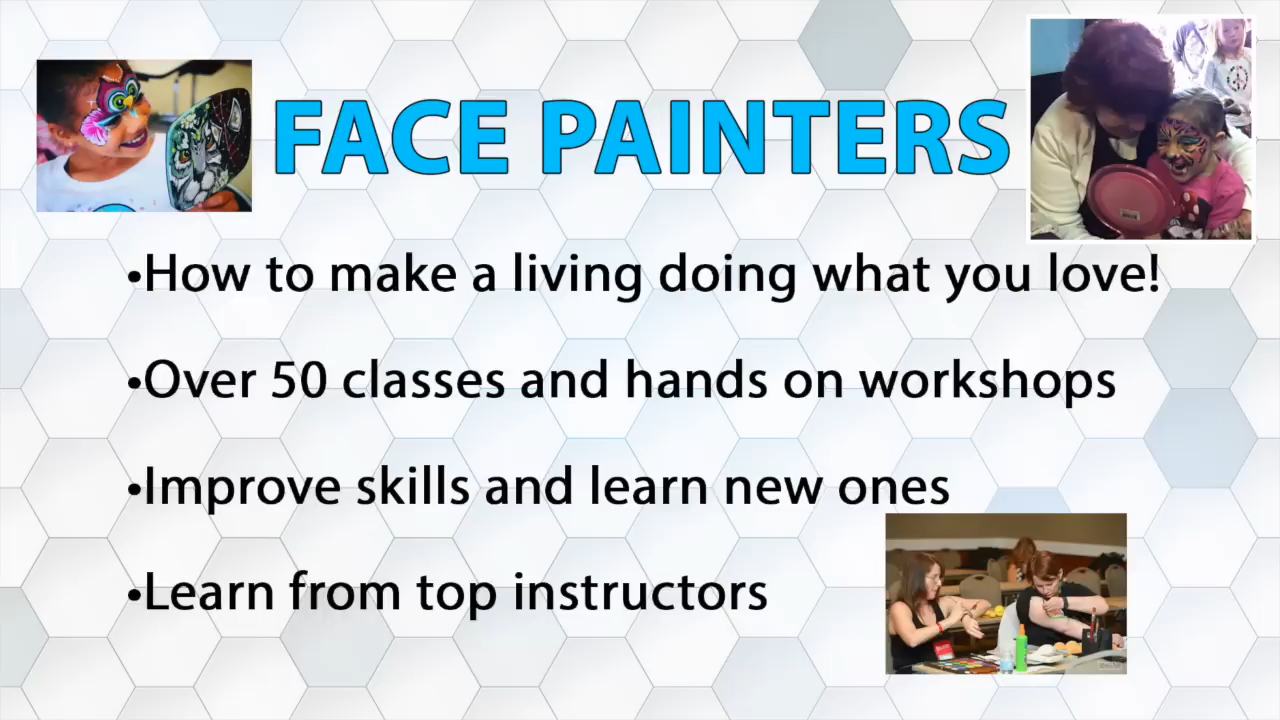 FACE PAINTERS
•How to make a living doing what you love!
•Over 50 classes and hands on workshops
•Improve skills and learn new ones
•Learn from top instructors